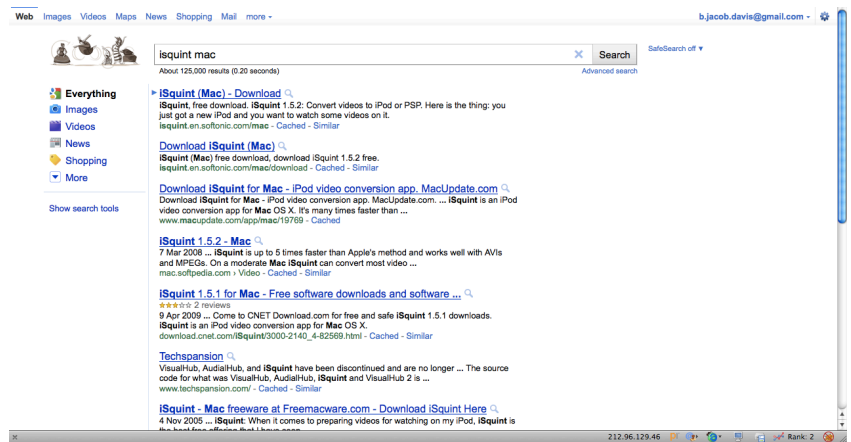 Web Images Videos Maps News Shopping Mail more
b.jacob.davis@gmail.com
isquint mac
Search
SafeSearch off ▼
About 125,000 results (0.20 seconds)
Advanced search
Everything
Images
Videos
News
Shopping
More
Show search tools
iSquint (Mac) - Download
iSquint, free download. iSquint 1.5.2: Convert videos to iPod or PSP. Here is the thing: you
just got a new iPod and you want to watch some videos on it.
isquint.en.softonic.com/mac - Cached - Similar
Download iSquint (Mac)
iSquint (Mac) free download, download iSquint 1.5.2 free.
isquint.en.softonic.com/mac/download - Cached - Similar
Download iSquint for Mac - iPod video conversion app. MacUpdate.com
Download iSquint for Mac - iPod video conversion app. MacUpdate.com. ... iSquint is an iPod
video conversion app for Mac OS X. It's many times faster than ...
www.macupdate.com/app/mac/19769 - Cached
iSquint 1.5.2 - Mac
7 Mar 2008 ... iSquint is up to 5 times faster than Apple's method and works well with AVIs
and MPEGs. On a moderate Mac iSquint can convert most video ...
mac.softpedia.com › Video - Cached - Similar
iSquint 1.5.1 for Mac - Free software downloads and software ...
2 reviews
9 Apr 2009 ... Come to CNET Download.com for free and safe iSquint 1.5.1 downloads.
iSquint is an iPod video conversion app for Mac OS X.
download.cnet.com/iSquint/3000-2140_4-82569.html - Cached - Similar
Techspansion
VisualHub, AudialHub, and iSquint have been discontinued and are no longer ... The source
code for what was VisualHub, AudialHub, iSquint and VisualHub 2 is ...
www.techspansion.com/ - Cached - Similar
iSquint - Mac freeware at Freemacware.com - Download iSquint Here
4 Nov 2005 ... iSquint: When it comes to preparing videos for watching on my iPod, iSquint is
the best free offering that I have seen
212.96.129.46
Rank: 2